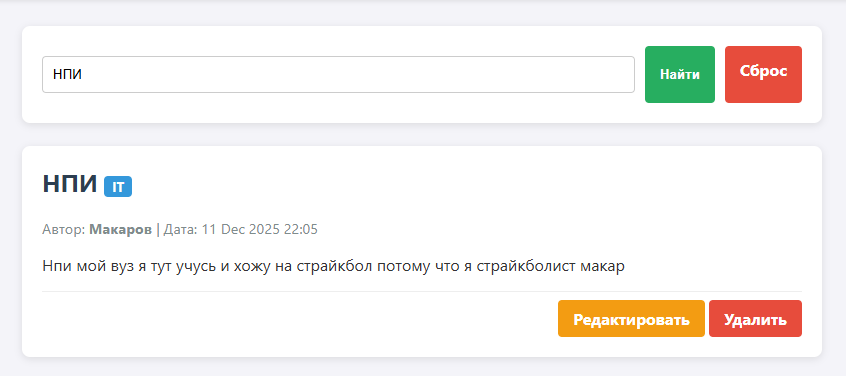 НПИ
Найти
Сброс
НПИ IT
Автор: Макаров | Дата: 11 Dec 2025 22:05
Нпи мой вуз я тут учусь и хожу на страйкбол потому что я страйкболист макар
Редактировать
Удалить